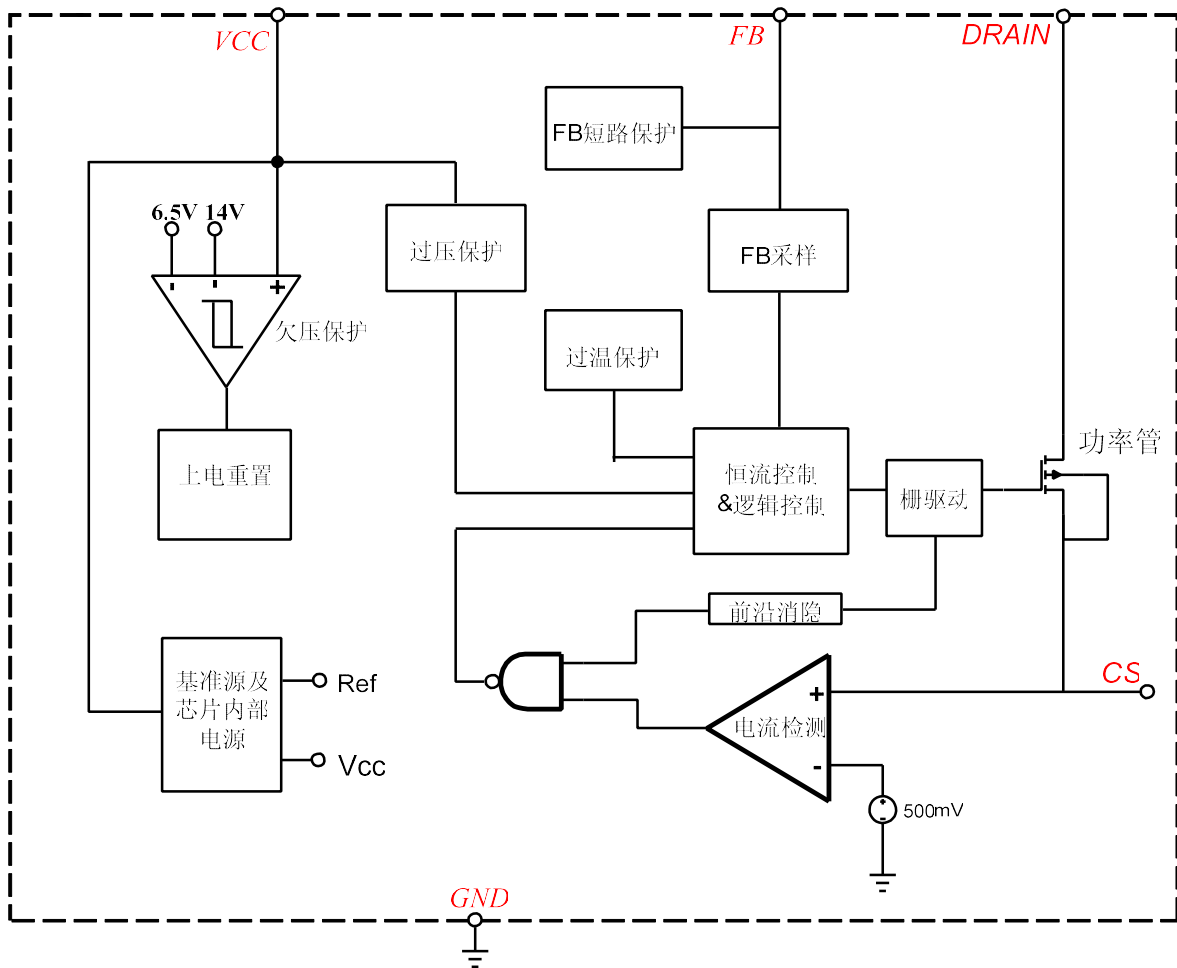 VCC
FB
DRAIN
FB短路保护
6.5V 14V
过压保护
FB采样
- - +
欠压保护
过温保护
功率管
上电重置
恒流控制
&逻辑控制
栅驱动
前沿消隐
基准源及
芯片内部
电源
Ref
Vcc
CS
+
电流检测
-
500mV
GND